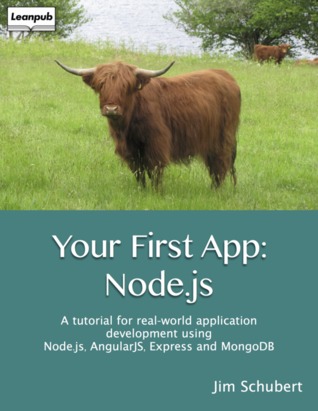 Leanpub
Your First App:
Node.js
A tutorial for real-world application
development using
Node.js, AngularJS, Express and MongoDB
Jim Schubert